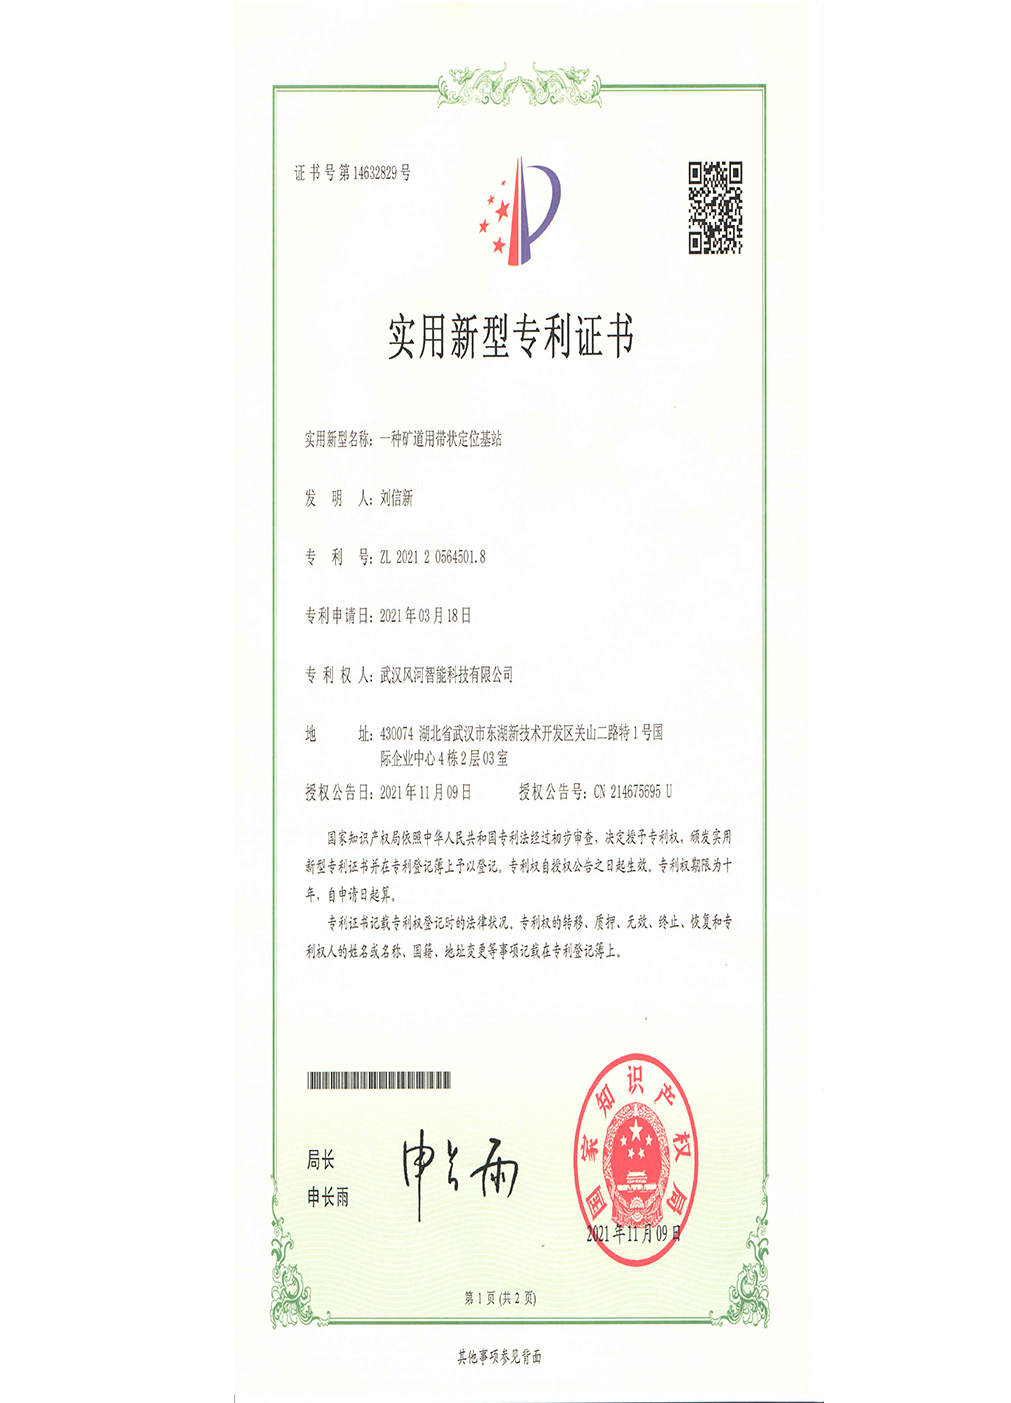 证书号第14632829号
实用新型专利证书
实用新型名称：一种矿道用带状定位基站
发明人：刘信新
专利号：ZL 2021 2 0564501.8
专利申请日：2021年03月18日
专利权人：武汉风河智能科技有限公司
地址：430074 湖北省武汉市东湖新技术开发区关山二路特1号国
际企业中心4栋2层03室
授权公告日：2021年11月09日 授权公告号：CN 214675695 U
国家知识产权局依照中华人民共和国专利法经过初步审查，决定授予专利权，颁发实用
新型专利证书并在专利登记簿上予以登记。专利权自授权公告之日起生效。专利权期限为十
年，自申请日起算。
专利证书记载专利权登记时的法律状况。专利权的转移、质押、无效、终止、恢复和专
利权人的姓名或名称、国籍、地址变更等事项记载在专利登记簿上。
局长
申长雨
申长雨
国家知识产权局
2021年11月09日
第1页(共2页)
其他事项参见背面